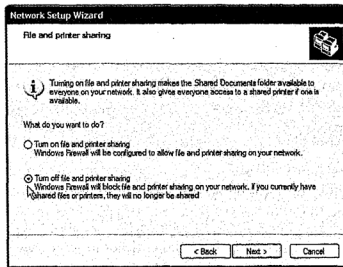 Network Setup Wizard
File and printer sharing
Turning on file and printer sharing makes the Shared Documents folder available to
everyone on your network. It also gives everyone access to a shared printer if one is
available.
What do you want to do?
Turn on file and printer sharing
Windows Firewall will be configured to allow file and printer sharing on your network.
Turn off file and printer sharing
Windows Firewall will block file and printer sharing on your network. If you currently have
shared files or printers, they will no longer be shared
< Back
Next >
Cancel